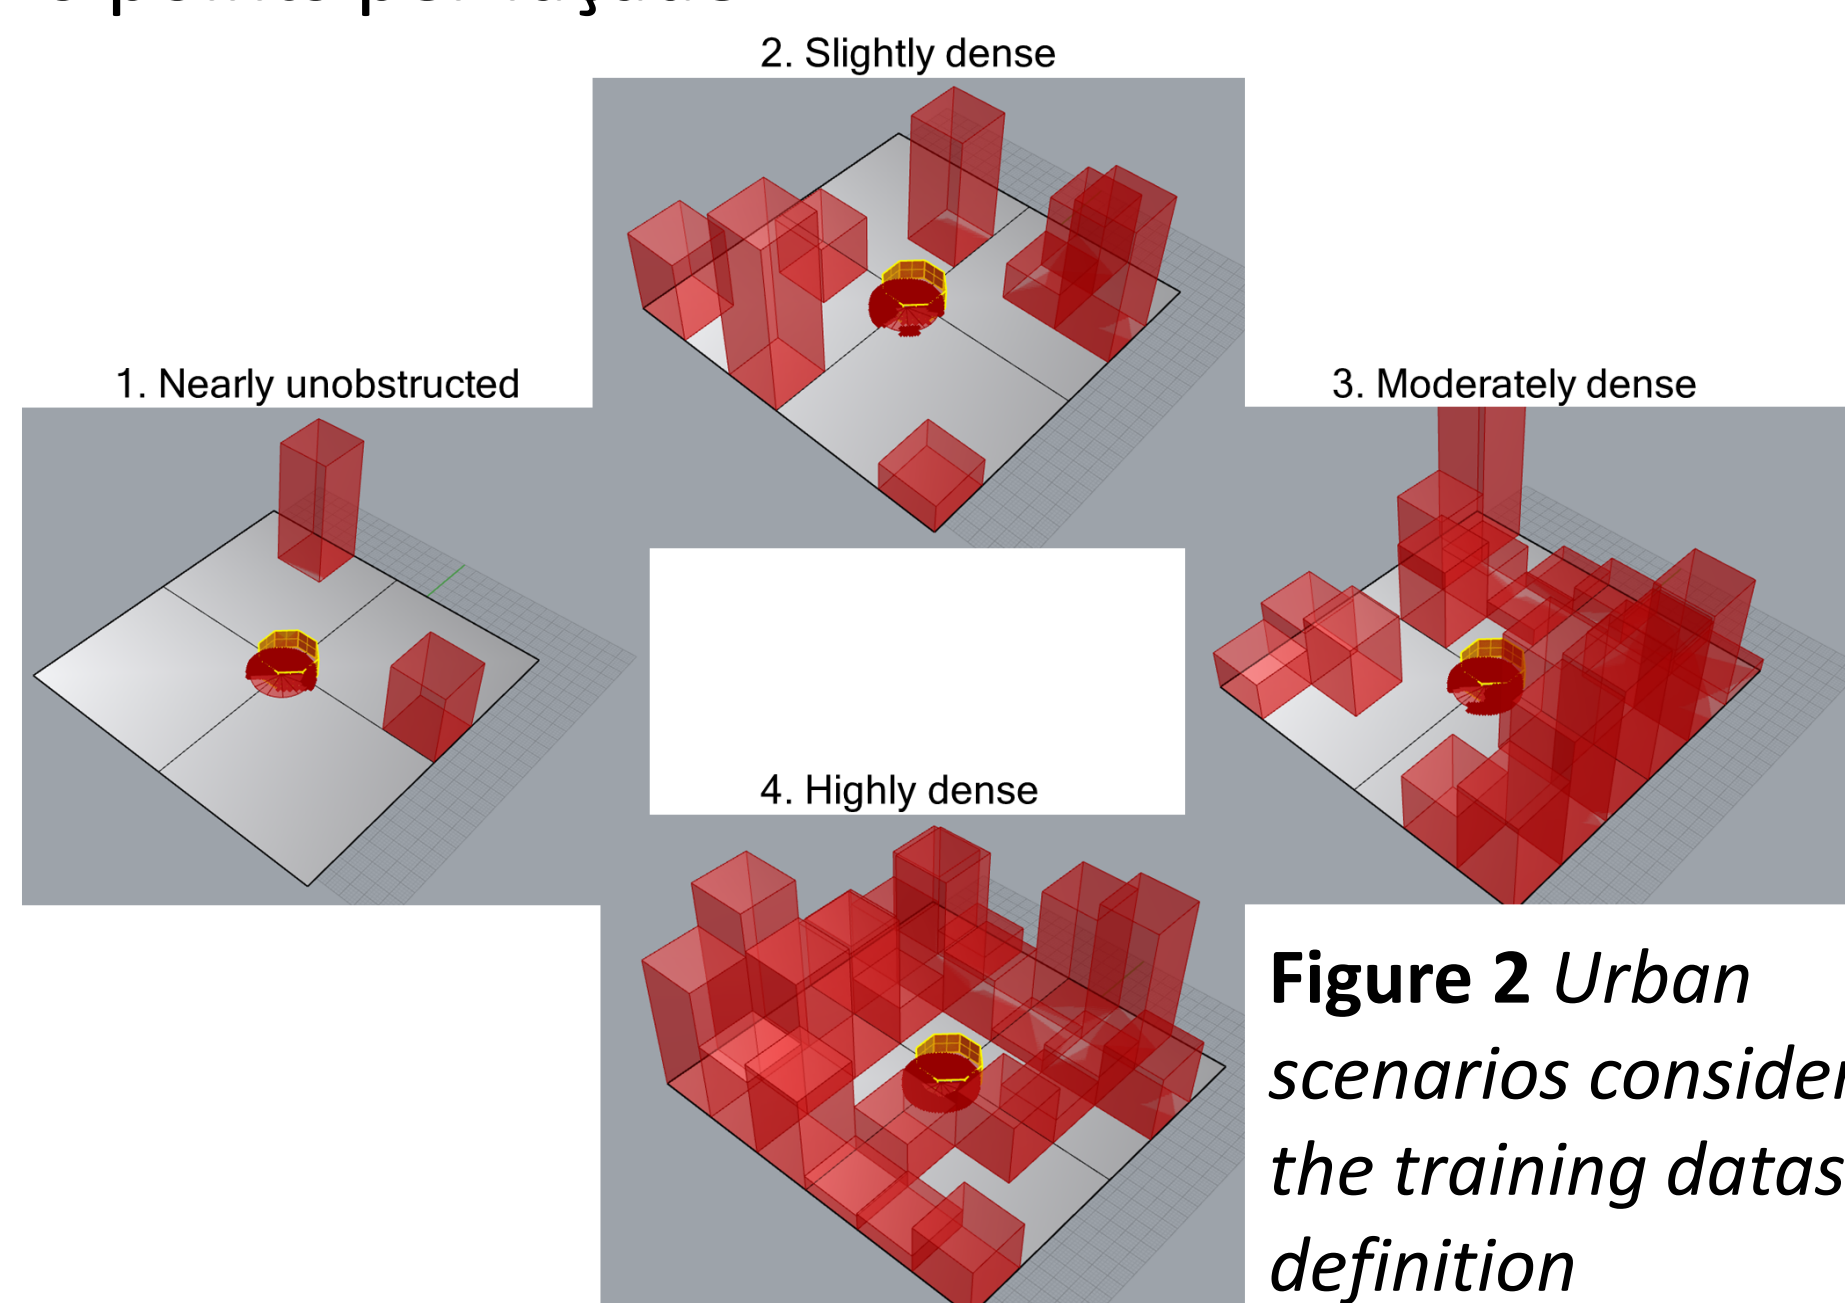 2. Slightly dense
1. Nearly unobstructed
3. Moderately dense
4. Highly dense
Figure 2 Urban
scenarios consider
the training datas
definition